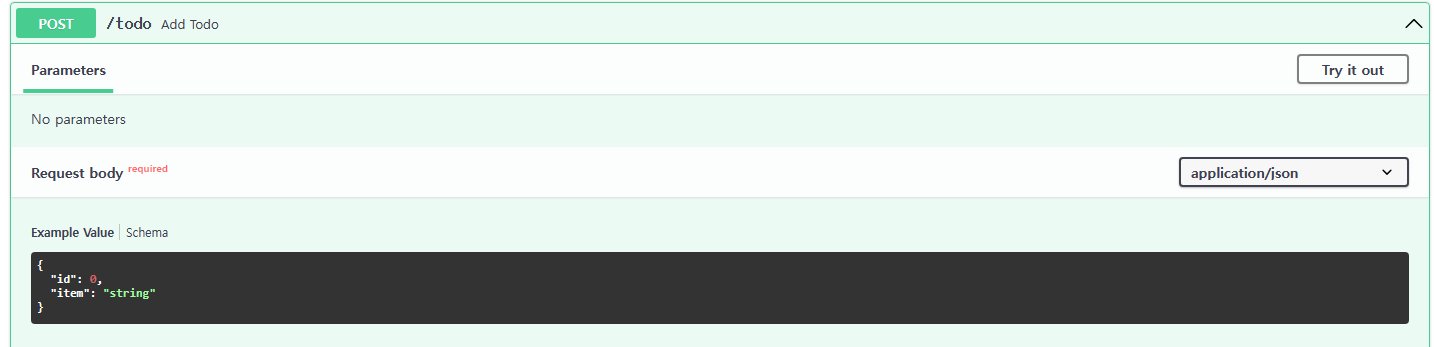 POST /todo Add Todo
Parameters
Try it out
No parameters
Request body required
application/json
Example Value Schema
{
  "id": 0,
  "item": "string"
}